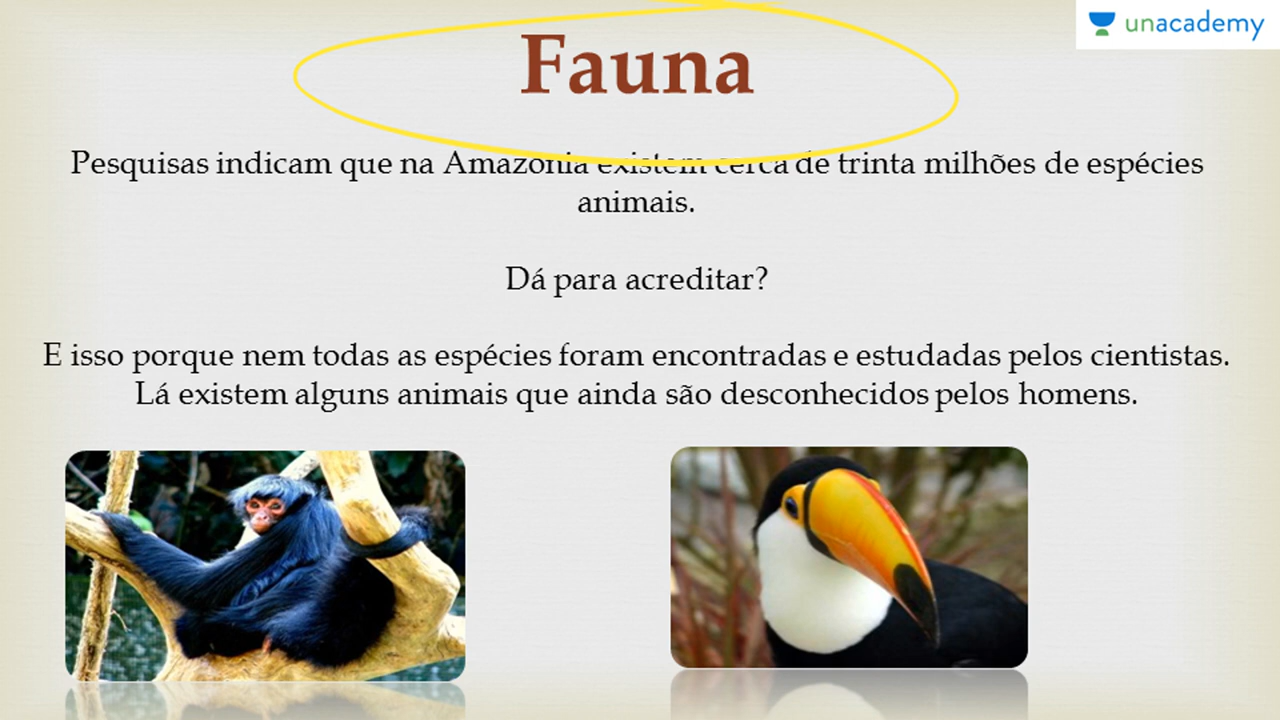 unacademy
Fauna
Pesquisas indicam que na Amazônia existem cerca de trinta milhões de espécies
animais.
Dá para acreditar?
E isso porque nem todas as espécies foram encontradas e estudadas pelos cientistas.
Lá existem alguns animais que ainda são desconhecidos pelos homens.